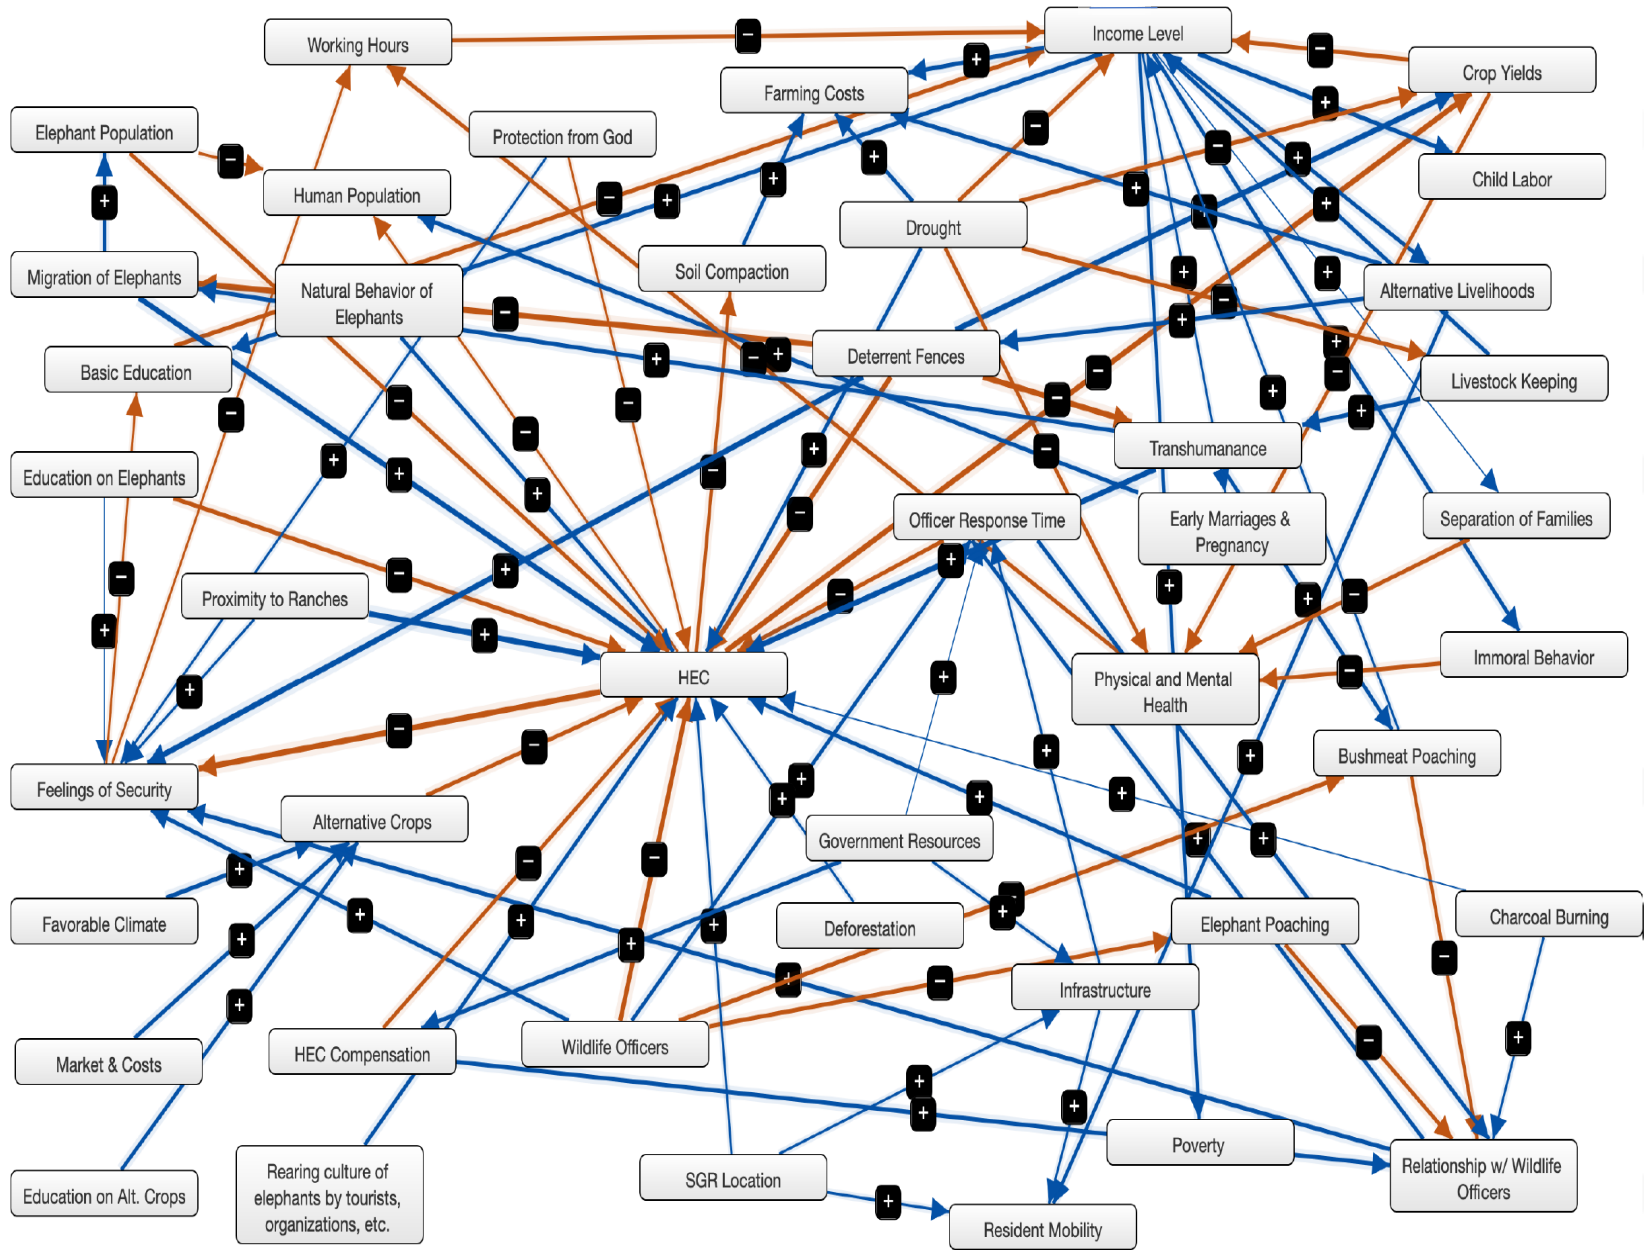 Working Hours
Income Level
Crop Yields
Farming Costs
Elephant Population
Protection from God
Child Labor
Human Population
Drought
Soil Compaction
Migration of Elephants
Natural Behavior of
Elephants
Alternative Livelihoods
Deterrent Fences
Basic Education
Livestock Keeping
Transhumanance
Education on Elephants
Officer Response Time
Early Marriages &
Pregnancy
Separation of Families
Proximity to Ranches
HEC
Immoral Behavior
Physical and Mental
Health
Bushmeat Poaching
Feelings of Security
Alternative Crops
Government Resources
Favorable Climate
Deforestation
Elephant Poaching
Charcoal Burning
Infrastructure
Market & Costs
HEC Compensation
Wildlife Officers
Poverty
Relationship w/ Wildlife
Officers
Education on Alt. Crops
Rearing culture of
elephants by tourists,
organizations, etc.
SGR Location
Resident Mobility